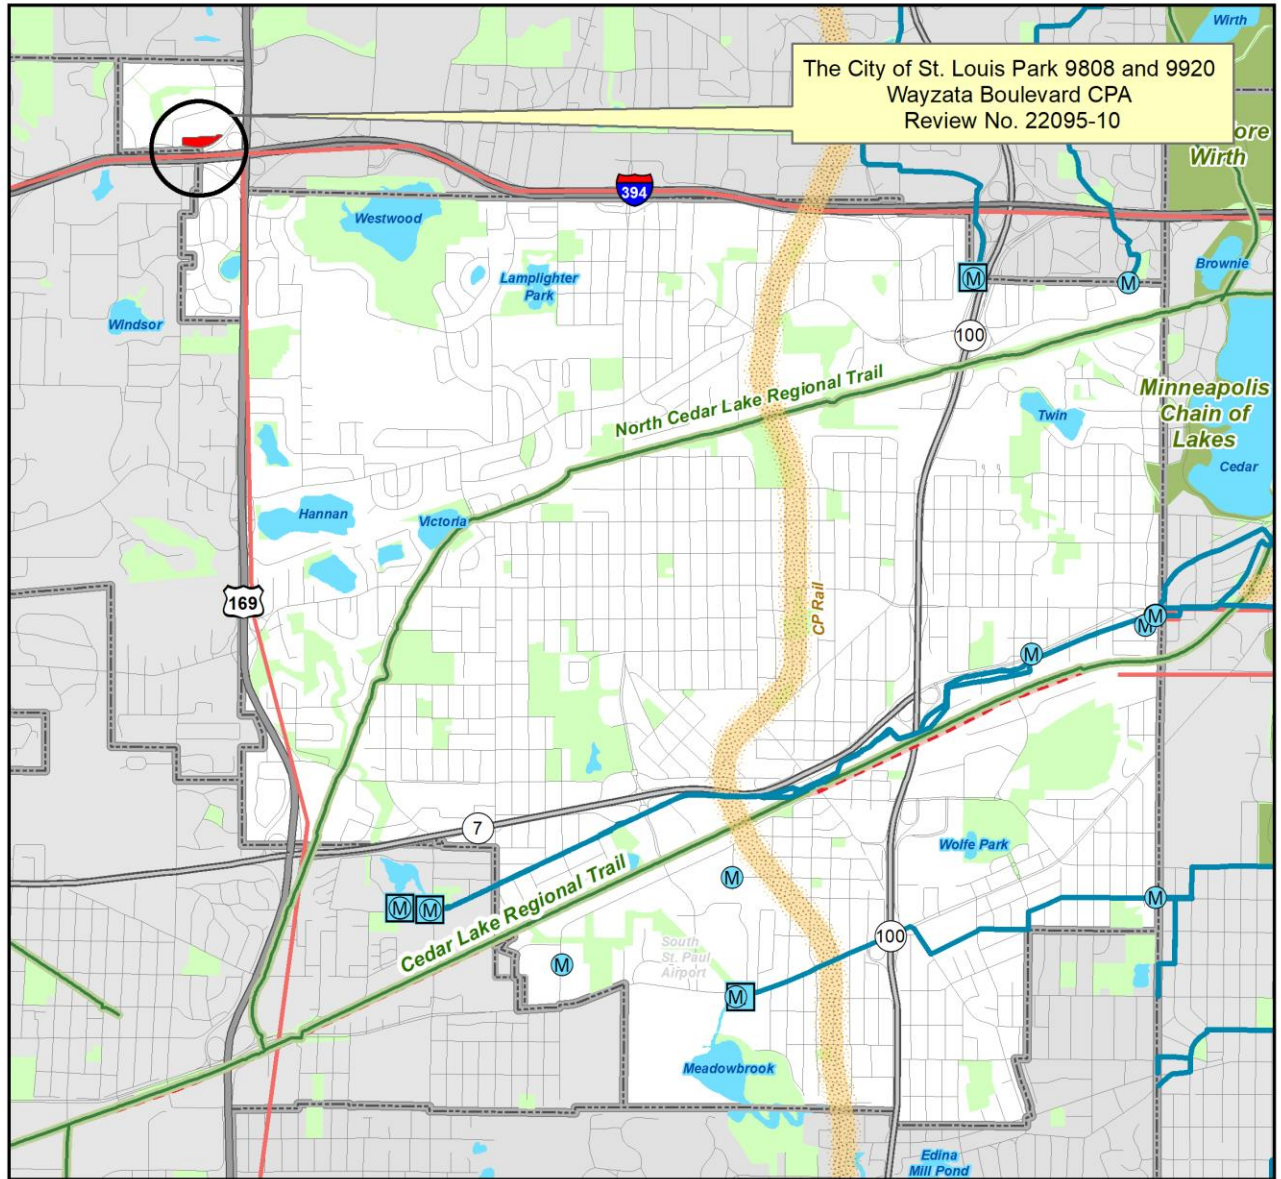 Wirth
The City of St. Louis Park 9808 and 9920
Wayzata Boulevard CPA
Review No. 22095-10
ore
Wirth
394
Westwood
Brownie
Lamplighter
Park
M
M
Windsor
100
Minneapolis
Chain of
Lakes
North Cedar Lake Regional Trail
Twin
Cedar
Hannan
Victoria
169
CP Rail
M
M
M
7
Wolfe Park
Cedar Lake Regional Trail
M
M
M
M
100
South
St. Paul
Airport
M
M
Meadowbrook
Edina
Mill Pond